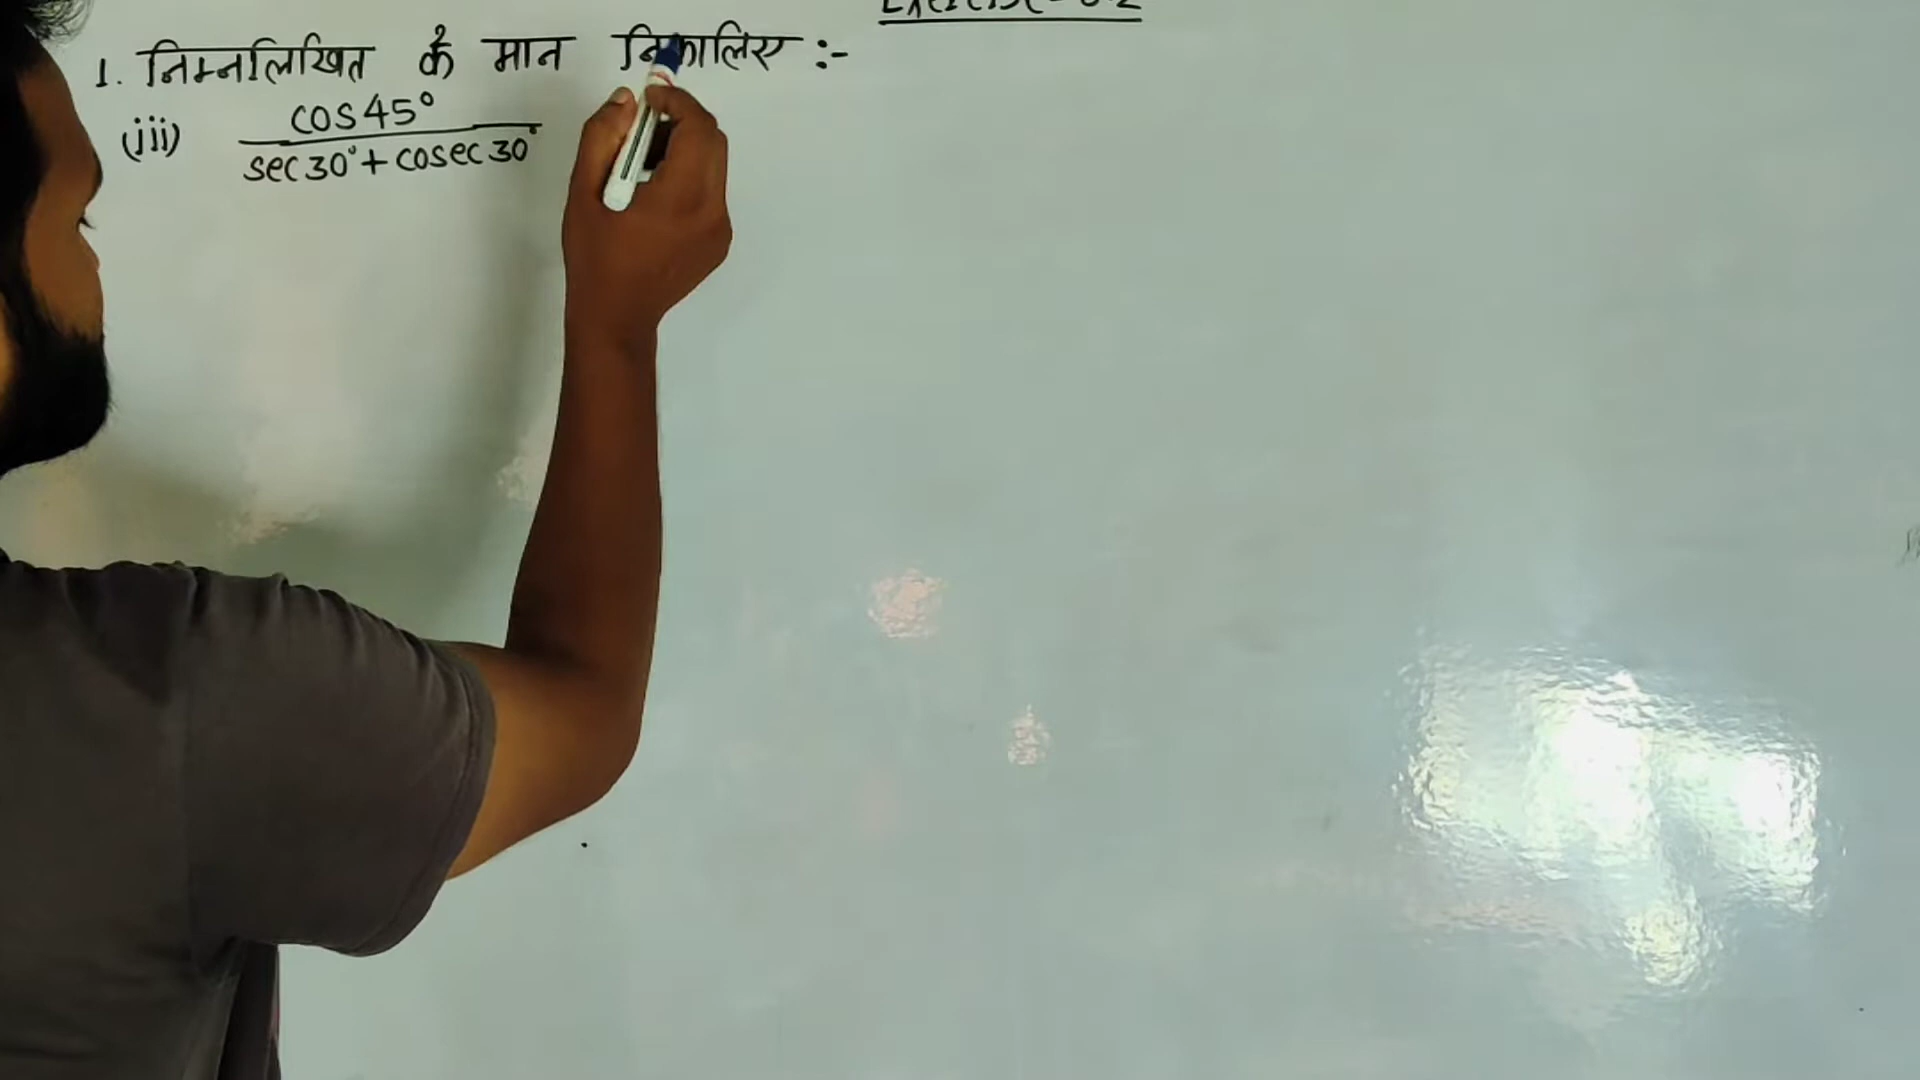 1. निम्नलिखित के मान निकालिए :-
(iii) cos45°
sec30°+cosec30°